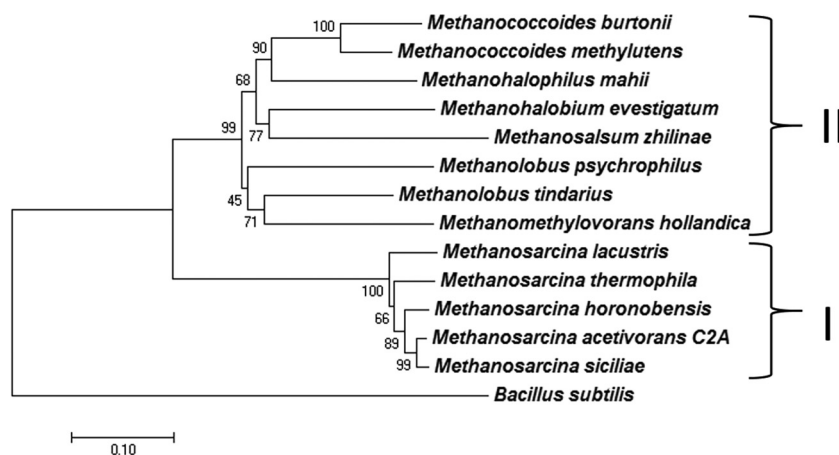 100
Methanococcoides burtonii
90
Methanococcoides methylutens
68
Methanohalophilus mahii
II
99
Methanohalobium evestigatum
77
Methanosalsum zhilinae
Methanolobus psychrophilus
45
Methanolobus tindarius
71
Methanomethylovorans hollandica
Methanosarcina lacustris
100
Methanosarcina thermophila
66
Methanosarcina horonobensis
I
89
Methanosarcina acetivorans C2A
99
Methanosarcina siciliae
Bacillus subtilis
0.10